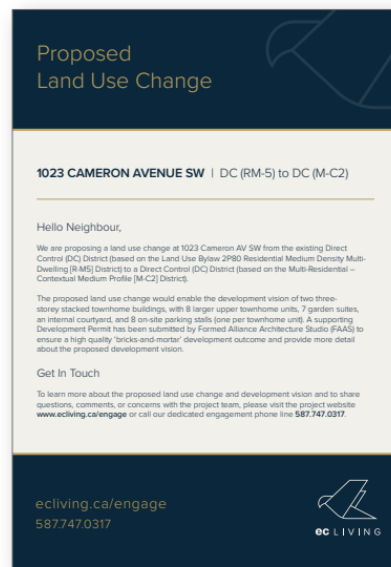 Proposed
Land Use Change
1023 CAMERON AVENUE SW | DC (RM-5) to DC (M-C2)
Hello Neighbour,
We are proposing a land use change at 1023 Cameron AV SW from the existing Direct
Control (DC) District (based on the Land Use Bylaw 2P80 Residential Medium Density Multi-
Dwelling [R-M5] District) to a Direct Control (DC) District (based on the Multi-Residential –
Contextual Medium Profile [M-C2] District).
The proposed land use change would enable the development vision of two three-
storey stacked townhome buildings, with 8 larger upper townhome units, 7 garden suites,
an internal courtyard, and 8 on-site parking stalls (one per townhome unit). A supporting
Development Permit has been submitted by Formed Alliance Architecture Studio (FAAS) to
ensure a high quality 'bricks-and-mortar' development outcome and provide more detail
about the proposed development vision.
Get In Touch
To learn more about the proposed land use change and development vision and to share
questions, comments, or concerns with the project team, please visit the project website
www.ecliving.ca/engage or call our dedicated engagement phone line 587.747.0317.
ecliving.ca/engage
587.747.0317
ec LIVING